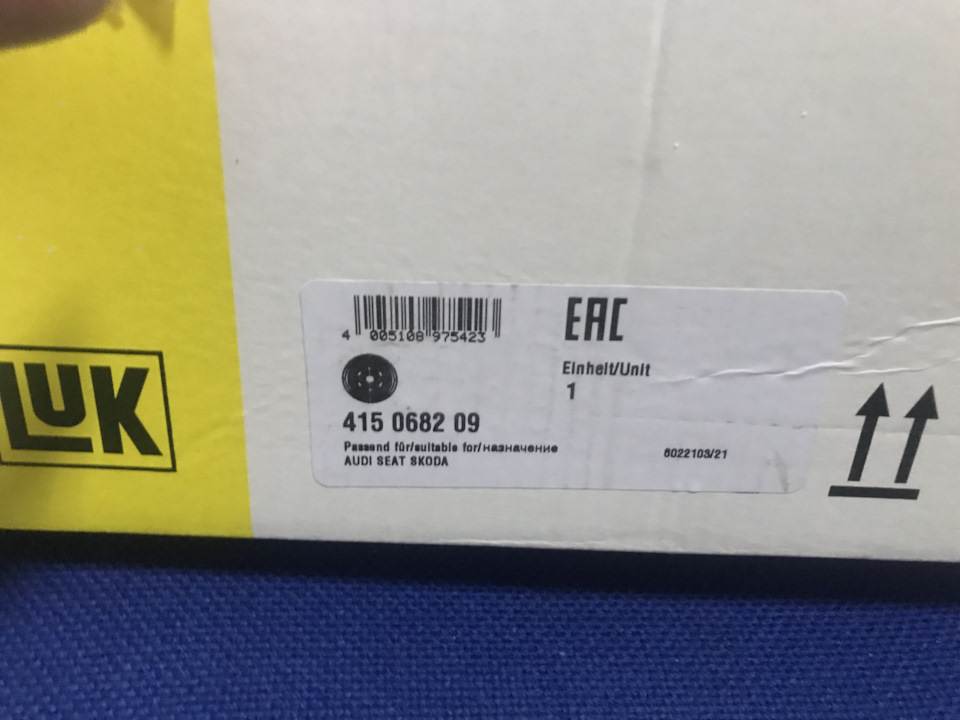 LUK
4 005108 975423
EAC
Einheit/Unit
1
415 0682 09
Passend für/suitable for/назначение
AUDI SEAT SKODA
6022103/21